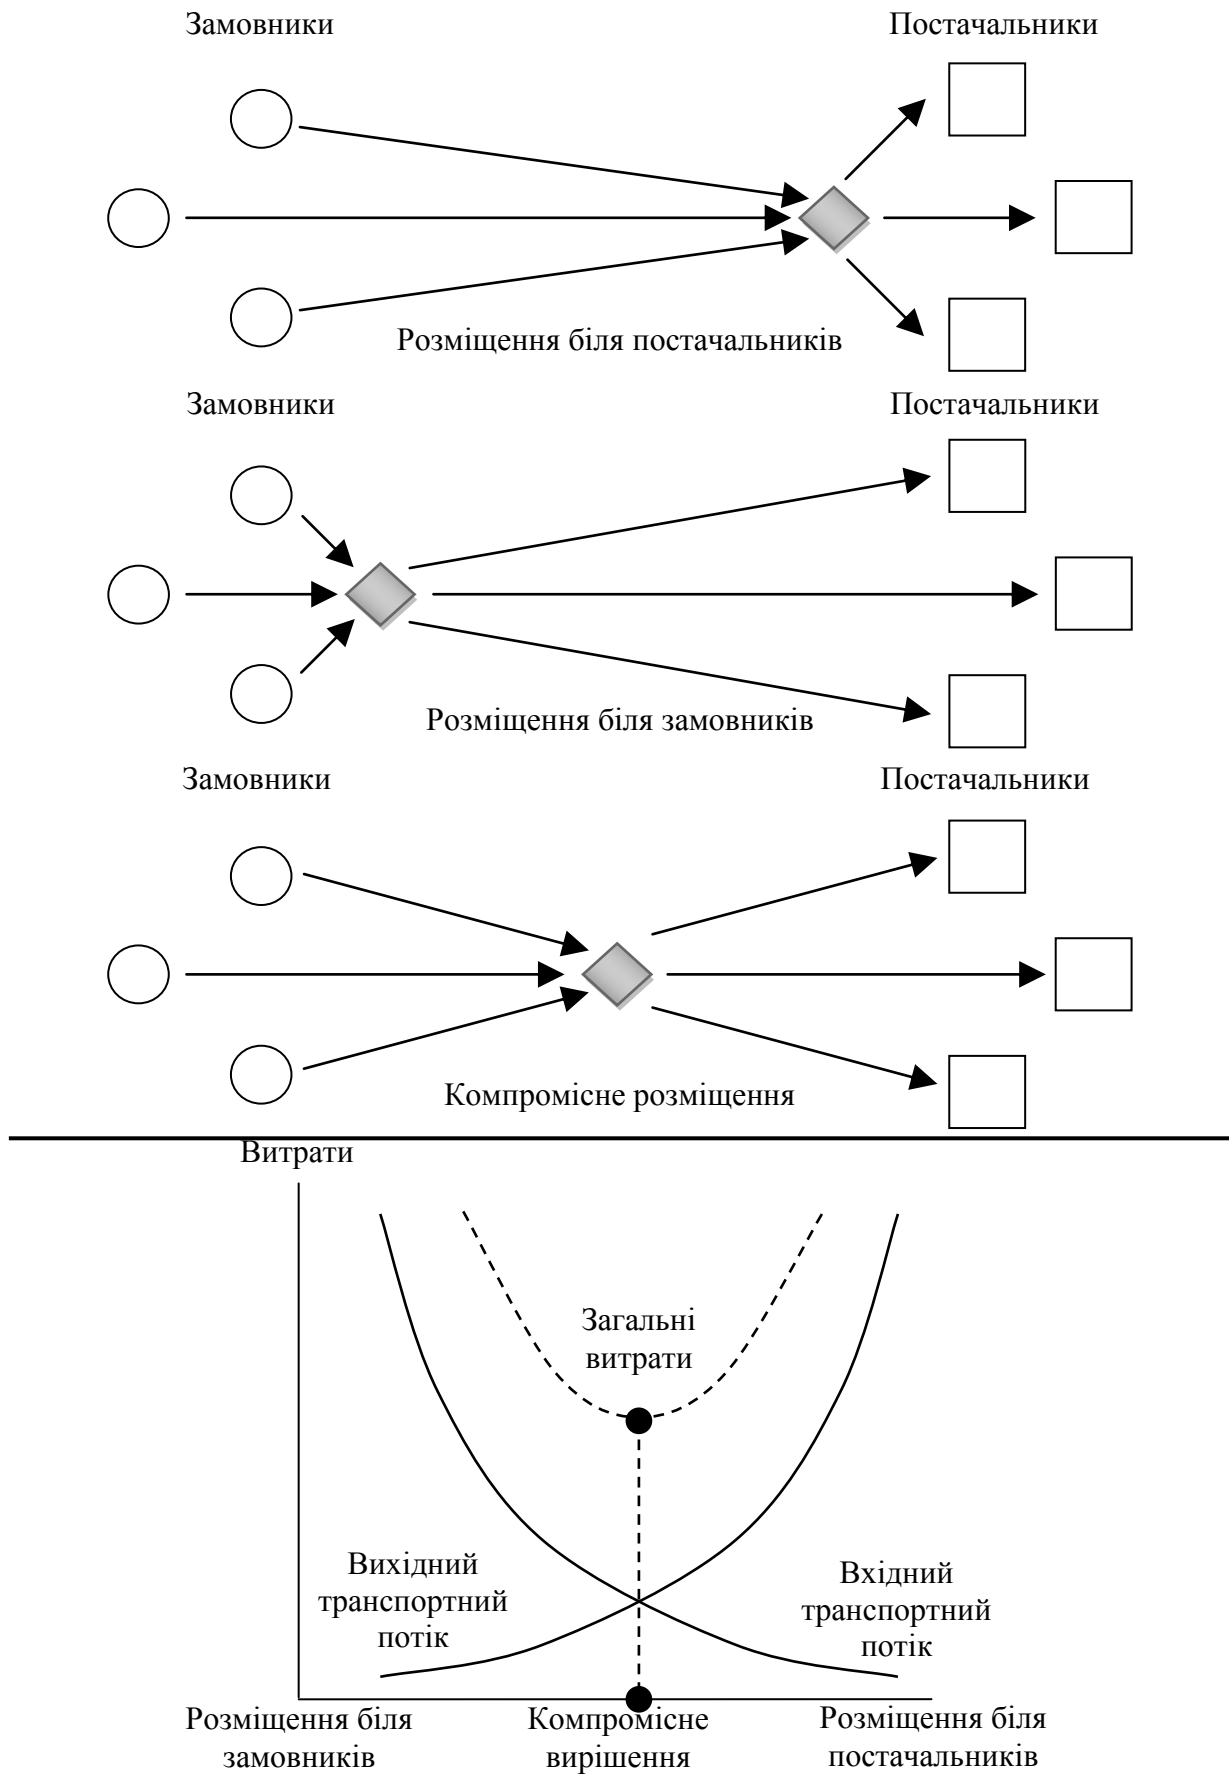 Замовники
Постачальники
Розміщення біля постачальників
Замовники
Постачальники
Розміщення біля замовників
Замовники
Постачальники
Компромісне розміщення
Витрати
Загальні
витрати
Вихідний
транспортний
потік
Вхідний
транспортний
потік
Розміщення біля
замовників
Компромісне
вирішення
Розміщення біля
постачальників